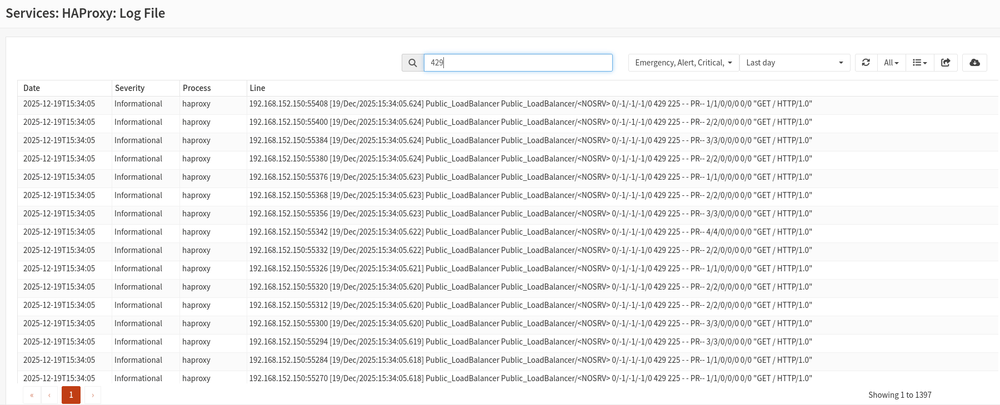 Services: HAProxy: Log File
429 Emergency, Alert, Critical, Last day All
Date Severity Process Line
2025-12-19T15:34:05 Informational haproxy 192.168.152.150:55408 [19/Dec/2025:15:34:05.624] Public_LoadBalancer Public_LoadBalancer/<NOSRV> 0/-1/-1/-1/0 429 225 - - PR-- 1/1/0/0/0 0/0 "GET / HTTP/1.0"
2025-12-19T15:34:05 Informational haproxy 192.168.152.150:55400 [19/Dec/2025:15:34:05.624] Public_LoadBalancer Public_LoadBalancer/<NOSRV> 0/-1/-1/-1/0 429 225 - - PR-- 2/2/0/0/0 0/0 "GET / HTTP/1.0"
2025-12-19T15:34:05 Informational haproxy 192.168.152.150:55384 [19/Dec/2025:15:34:05.624] Public_LoadBalancer Public_LoadBalancer/<NOSRV> 0/-1/-1/-1/0 429 225 - - PR-- 3/3/0/0/0 0/0 "GET / HTTP/1.0"
2025-12-19T15:34:05 Informational haproxy 192.168.152.150:55380 [19/Dec/2025:15:34:05.624] Public_LoadBalancer Public_LoadBalancer/<NOSRV> 0/-1/-1/-1/0 429 225 - - PR-- 2/2/0/0/0 0/0 "GET / HTTP/1.0"
2025-12-19T15:34:05 Informational haproxy 192.168.152.150:55376 [19/Dec/2025:15:34:05.623] Public_LoadBalancer Public_LoadBalancer/<NOSRV> 0/-1/-1/-1/0 429 225 - - PR-- 1/1/0/0/0 0/0 "GET / HTTP/1.0"
2025-12-19T15:34:05 Informational haproxy 192.168.152.150:55368 [19/Dec/2025:15:34:05.623] Public_LoadBalancer Public_LoadBalancer/<NOSRV> 0/-1/-1/-1/0 429 225 - - PR-- 2/2/0/0/0 0/0 "GET / HTTP/1.0"
2025-12-19T15:34:05 Informational haproxy 192.168.152.150:55356 [19/Dec/2025:15:34:05.623] Public_LoadBalancer Public_LoadBalancer/<NOSRV> 0/-1/-1/-1/0 429 225 - - PR-- 3/3/0/0/0 0/0 "GET / HTTP/1.0"
2025-12-19T15:34:05 Informational haproxy 192.168.152.150:55342 [19/Dec/2025:15:34:05.622] Public_LoadBalancer Public_LoadBalancer/<NOSRV> 0/-1/-1/-1/0 429 225 - - PR-- 4/4/0/0/0 0/0 "GET / HTTP/1.0"
2025-12-19T15:34:05 Informational haproxy 192.168.152.150:55332 [19/Dec/2025:15:34:05.622] Public_LoadBalancer Public_LoadBalancer/<NOSRV> 0/-1/-1/-1/0 429 225 - - PR-- 2/2/0/0/0 0/0 "GET / HTTP/1.0"
2025-12-19T15:34:05 Informational haproxy 192.168.152.150:55326 [19/Dec/2025:15:34:05.621] Public_LoadBalancer Public_LoadBalancer/<NOSRV> 0/-1/-1/-1/0 429 225 - - PR-- 1/1/0/0/0 0/0 "GET / HTTP/1.0"
2025-12-19T15:34:05 Informational haproxy 192.168.152.150:55320 [19/Dec/2025:15:34:05.620] Public_LoadBalancer Public_LoadBalancer/<NOSRV> 0/-1/-1/-1/0 429 225 - - PR-- 2/2/0/0/0 0/0 "GET / HTTP/1.0"
2025-12-19T15:34:05 Informational haproxy 192.168.152.150:55312 [19/Dec/2025:15:34:05.620] Public_LoadBalancer Public_LoadBalancer/<NOSRV> 0/-1/-1/-1/0 429 225 - - PR-- 2/2/0/0/0 0/0 "GET / HTTP/1.0"
2025-12-19T15:34:05 Informational haproxy 192.168.152.150:55300 [19/Dec/2025:15:34:05.620] Public_LoadBalancer Public_LoadBalancer/<NOSRV> 0/-1/-1/-1/0 429 225 - - PR-- 3/3/0/0/0 0/0 "GET / HTTP/1.0"
2025-12-19T15:34:05 Informational haproxy 192.168.152.150:55294 [19/Dec/2025:15:34:05.619] Public_LoadBalancer Public_LoadBalancer/<NOSRV> 0/-1/-1/-1/0 429 225 - - PR-- 3/3/0/0/0 0/0 "GET / HTTP/1.0"
2025-12-19T15:34:05 Informational haproxy 192.168.152.150:55284 [19/Dec/2025:15:34:05.618] Public_LoadBalancer Public_LoadBalancer/<NOSRV> 0/-1/-1/-1/0 429 225 - - PR-- 1/1/0/0/0 0/0 "GET / HTTP/1.0"
2025-12-19T15:34:05 Informational haproxy 192.168.152.150:55270 [19/Dec/2025:15:34:05.618] Public_LoadBalancer Public_LoadBalancer/<NOSRV> 0/-1/-1/-1/0 429 225 - - PR-- 1/1/0/0/0 0/0 "GET / HTTP/1.0"
« ‹ 1 › Showing 1 to 1397